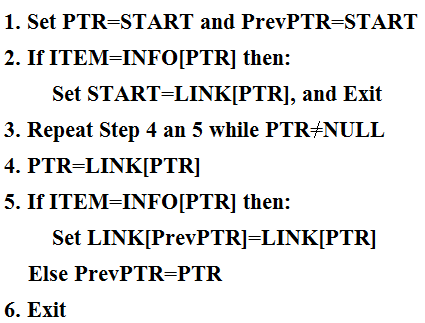 1. Set PTR=START and PrevPTR=START
2. If ITEM=INFO[PTR] then:
Set START=LINK[PTR], and Exit
3. Repeat Step 4 an 5 while PTR≠NULL
4. PTR=LINK[PTR]
5. If ITEM=INFO[PTR] then:
Set LINK[PrevPTR]=LINK[PTR]
Else PrevPTR=PTR
6. Exit